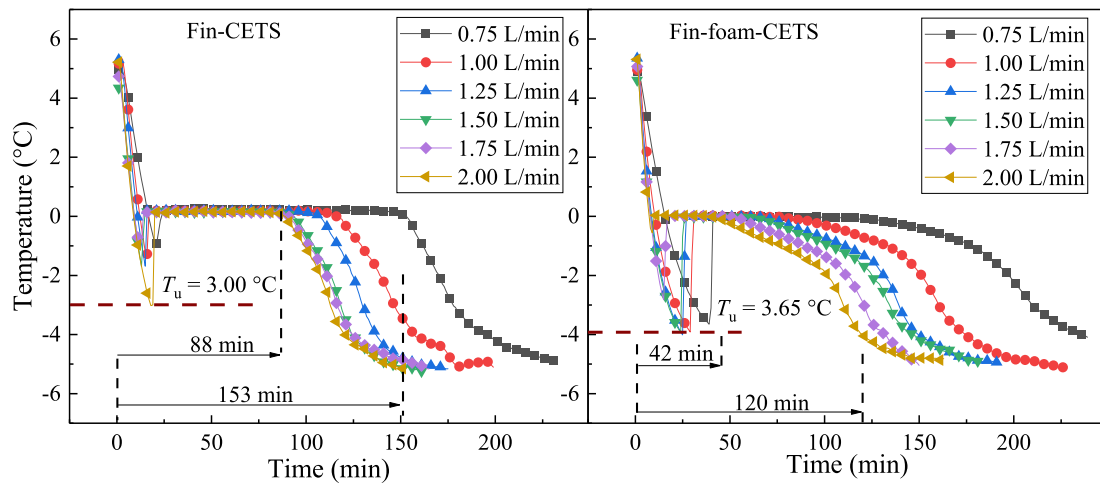 Fin-CETS
0.75 L/min
1.00 L/min
1.25 L/min
1.50 L/min
1.75 L/min
2.00 L/min
Temperature (°C)
6
4
2
0
-2
-4
-6
Tu = 3.00 °C
88 min
153 min
0
50
100
150
200
Time (min)
Fin-foam-CETS
0.75 L/min
1.00 L/min
1.25 L/min
1.50 L/min
1.75 L/min
2.00 L/min
Tu = 3.65 °C
42 min
120 min
0
50
100
150
200
Time (min)